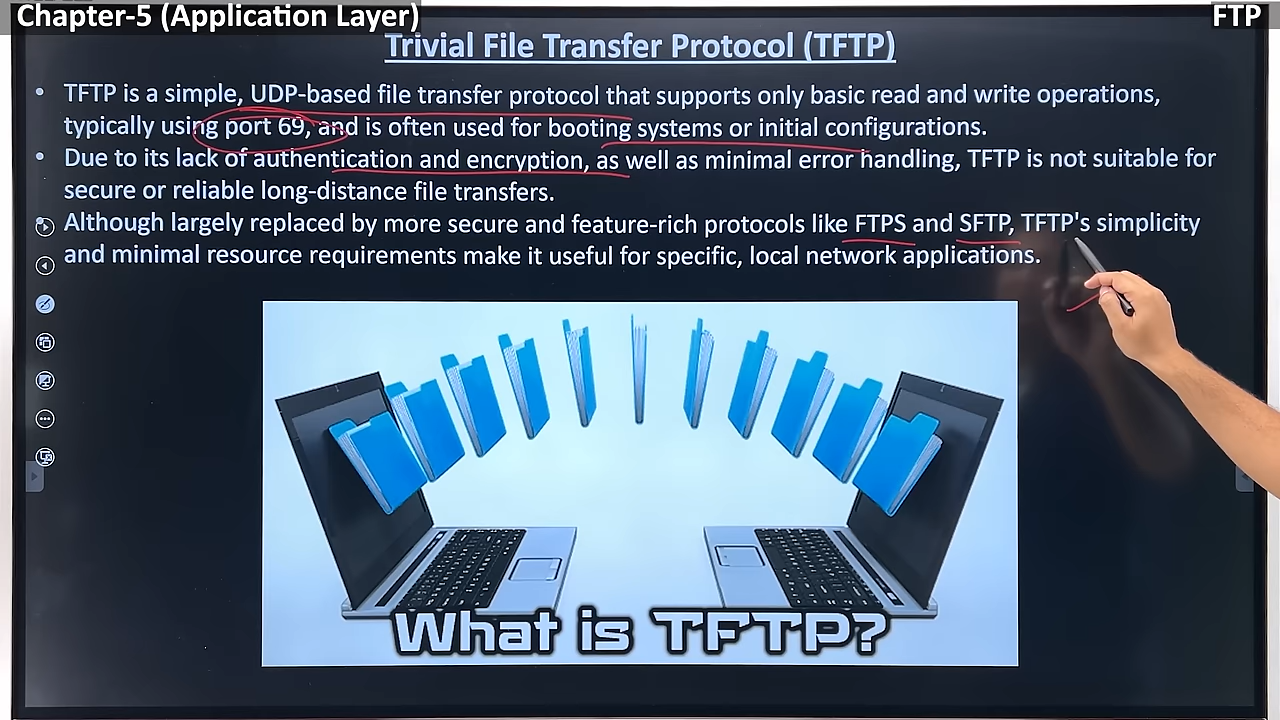 Chapter-5 (Application Layer)
FTP
Trivial File Transfer Protocol (TFTP)
• TFTP is a simple, UDP-based file transfer protocol that supports only basic read and write operations,
typically using port 69, and is often used for booting systems or initial configurations.
• Due to its lack of authentication and encryption, as well as minimal error handling, TFTP is not suitable for
secure or reliable long-distance file transfers.
• Although largely replaced by more secure and feature-rich protocols like FTPS and SFTP, TFTP's simplicity
and minimal resource requirements make it useful for specific, local network applications.
What is TFTP?